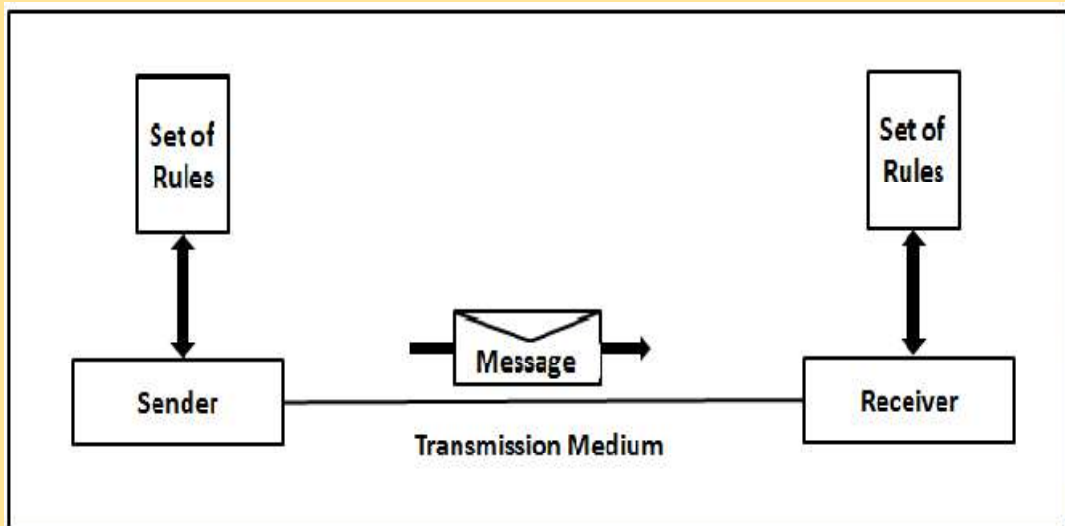 Set of
Rules
Set of
Rules
Message
Sender
Receiver
Transmission Medium